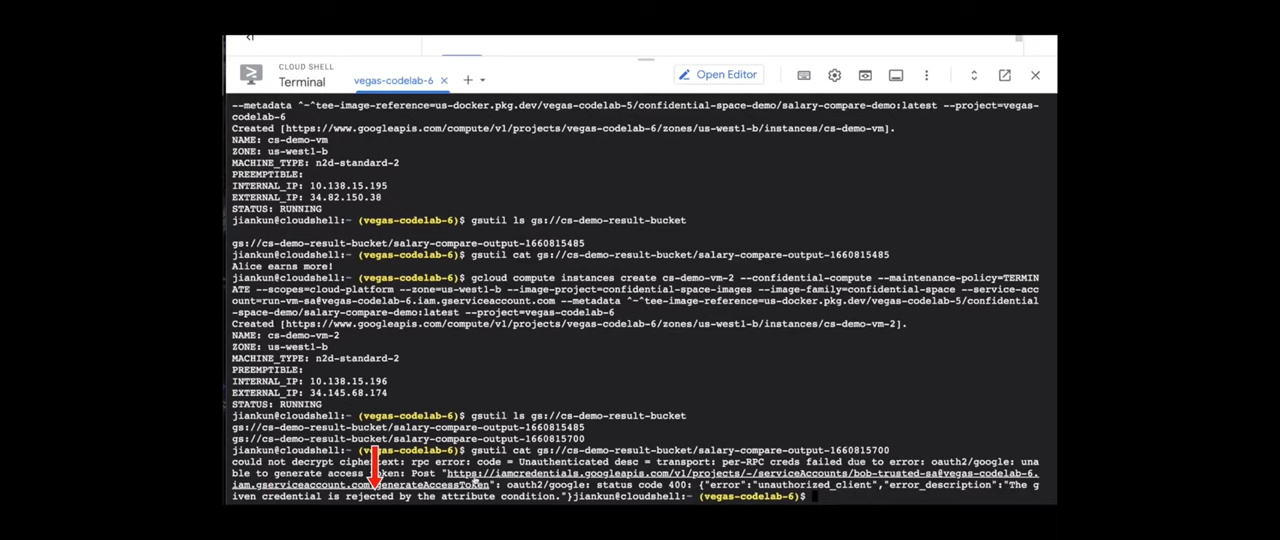 CLOUD SHELL
Terminal
vegas-codelab-6
Open Editor
--metadata ^~^tee-image-reference=us-docker.pkg.dev/vegas-codelab-5/confidential-space-demo/salary-compare-demo:latest --project=vegas-
codelab-6
Created [https://www.googleapis.com/compute/v1/projects/vegas-codelab-6/zones/us-west1-b/instances/cs-demo-vm].
NAME: cs-demo-vm
ZONE: us-west1-b
MACHINE_TYPE: n2d-standard-2
PREEMPTIBLE:
INTERNAL_IP: 10.138.15.195
EXTERNAL_IP: 34.82.150.38
STATUS: RUNNING
jiankun@cloudshell:~ (vegas-codelab-6)$ gsutil ls gs://cs-demo-result-bucket
gs://cs-demo-result-bucket/salary-compare-output-1660815485
jiankun@cloudshell:~ (vegas-codelab-6)$ gsutil cat gs://cs-demo-result-bucket/salary-compare-output-1660815485
Alice earns more!
jiankun@cloudshell:~ (vegas-codelab-6)$ gcloud compute instances create cs-demo-vm-2 --confidential-compute --maintenance-policy=TERMIN
ATE --scopes=cloud-platform --zone=us-west1-b --image-project=confidential-space-images --image-family=confidential-space --service-acc
ount=run-vm-sa@vegas-codelab-6.iam.gserviceaccount.com --metadata ^~^tee-image-reference=us-docker.pkg.dev/vegas-codelab-5/confidential
-space-demo/salary-compare-demo:latest --project=vegas-codelab-6
Created [https://www.googleapis.com/compute/v1/projects/vegas-codelab-6/zones/us-west1-b/instances/cs-demo-vm-2].
NAME: cs-demo-vm-2
ZONE: us-west1-b
MACHINE_TYPE: n2d-standard-2
PREEMPTIBLE:
INTERNAL_IP: 10.138.15.196
EXTERNAL_IP: 34.145.68.174
STATUS: RUNNING
jiankun@cloudshell:~ (vegas-codelab-6)$ gsutil ls gs://cs-demo-result-bucket
gs://cs-demo-result-bucket/salary-compare-output-1660815485
gs://cs-demo-result-bucket/salary-compare-output-1660815700
jiankun@cloudshell:~ (vegas-codelab-6)$ gsutil cat gs://cs-demo-result-bucket/salary-compare-output-1660815700
could not decrypt ciphertext: rpc error: code = Unauthenticated desc = transport: per-RPC creds failed due to error: oauth2/google: una
ble to generate access token: Post "https://iamcredentials.googleapis.com/v1/projects/-/serviceAccounts/bob-trusted-sa@vegas-codelab-6.
iam.gserviceaccount.com:generateAccessToken": oauth2/google: status code 400: {"error":"unauthorized_client","error_description":"The g
iven credential is rejected by the attribute condition."}jiankun@cloudshell:~ (vegas-codelab-6)$